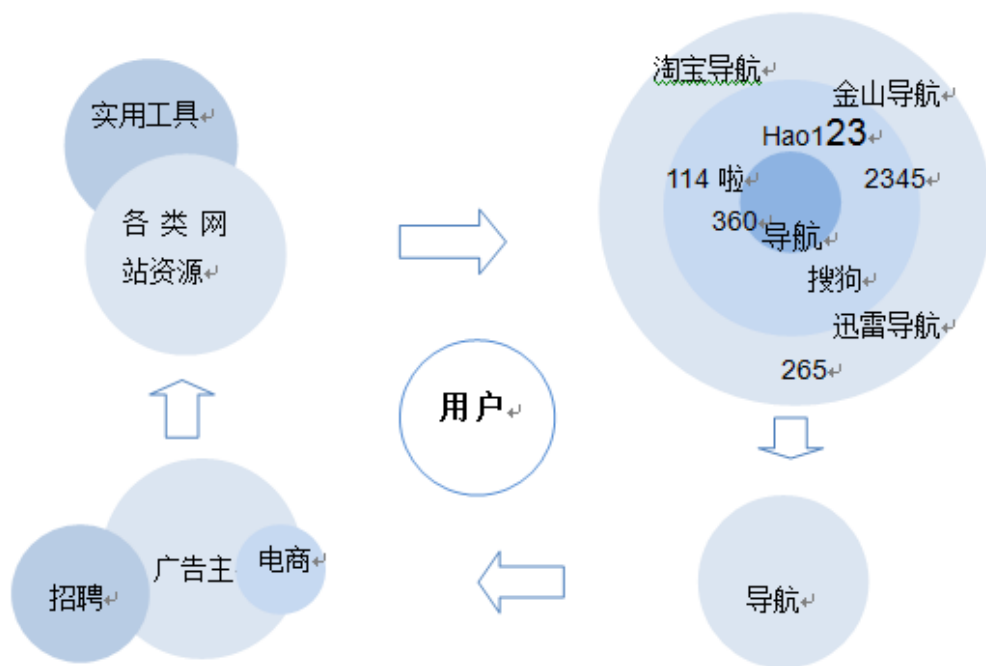 淘宝导航
金山导航
实用工具
Hao123
114 啦
2345
360
导航
各 类 网
站资源
搜狗
迅雷导航
265
用户
电商
广告主
招聘
导航